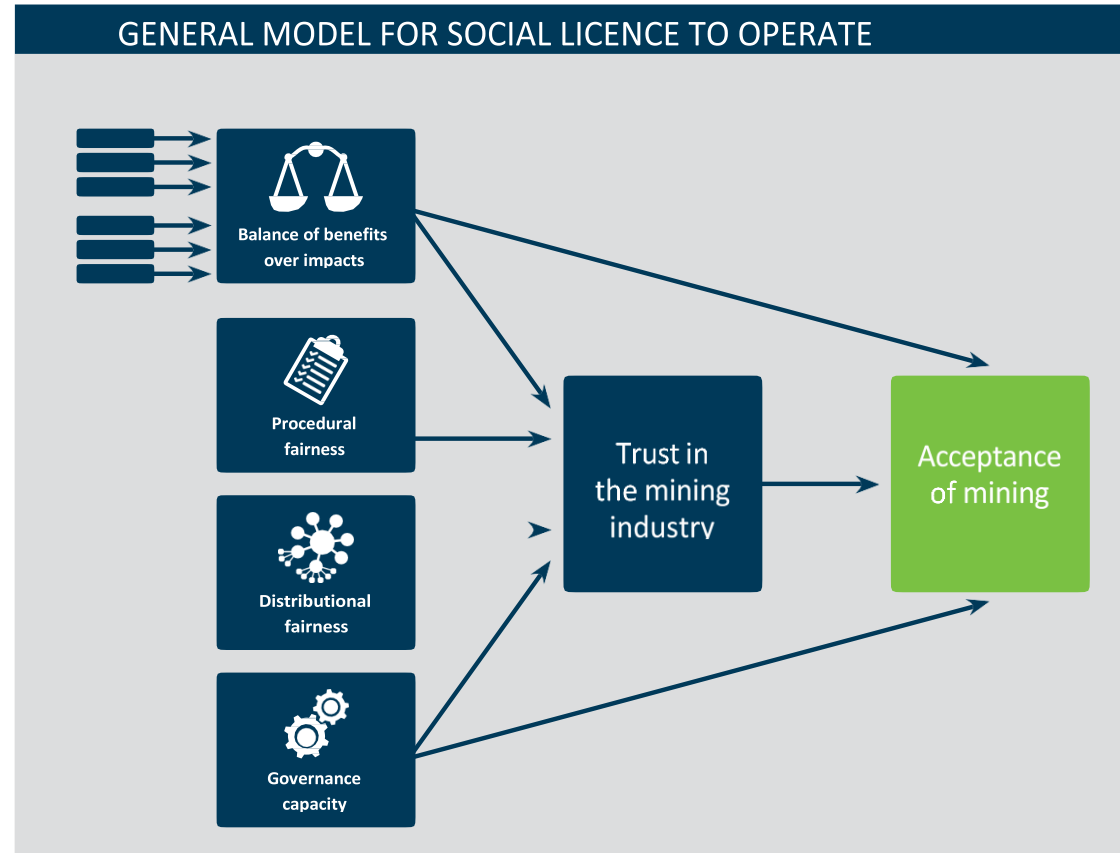 GENERAL MODEL FOR SOCIAL LICENCE TO OPERATE
Balance of benefits
over impacts
Procedural
fairness
Distributional
fairness
Governance
capacity
Trust in
the mining
industry
Acceptance
of mining